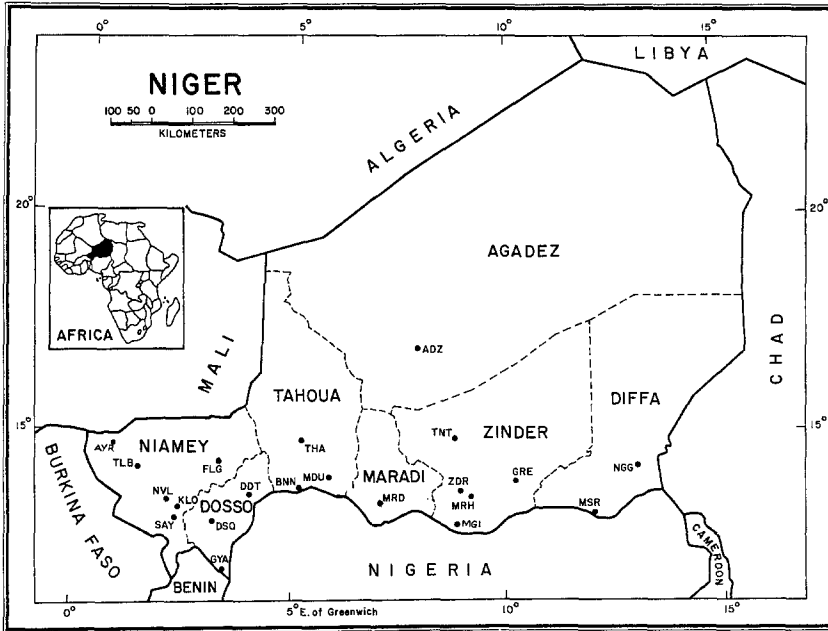 0° 5° 10° 15°
LIBYA
NIGER
100 50 0 100 200 300
KILOMETERS
ALGERIA
20° 20°
AGADEZ
AFRICA
MALI
ADZ
CHAD
TAHOUA
DIFFA
15° 15°
NIAMEY
AYR
THA
TNT
ZINDER
TLB
FLG
MARADI
NGG
BURKINA FASO
BNN
MDU
GRE
DDT
ZDR
NVL
KLO
DOSSO
MRD
MRH
SAY
DSO
MGI
MSR
GYA
BENIN
NIGERIA
CAMEROON
0° 5° E. of Greenwich 10° 15°